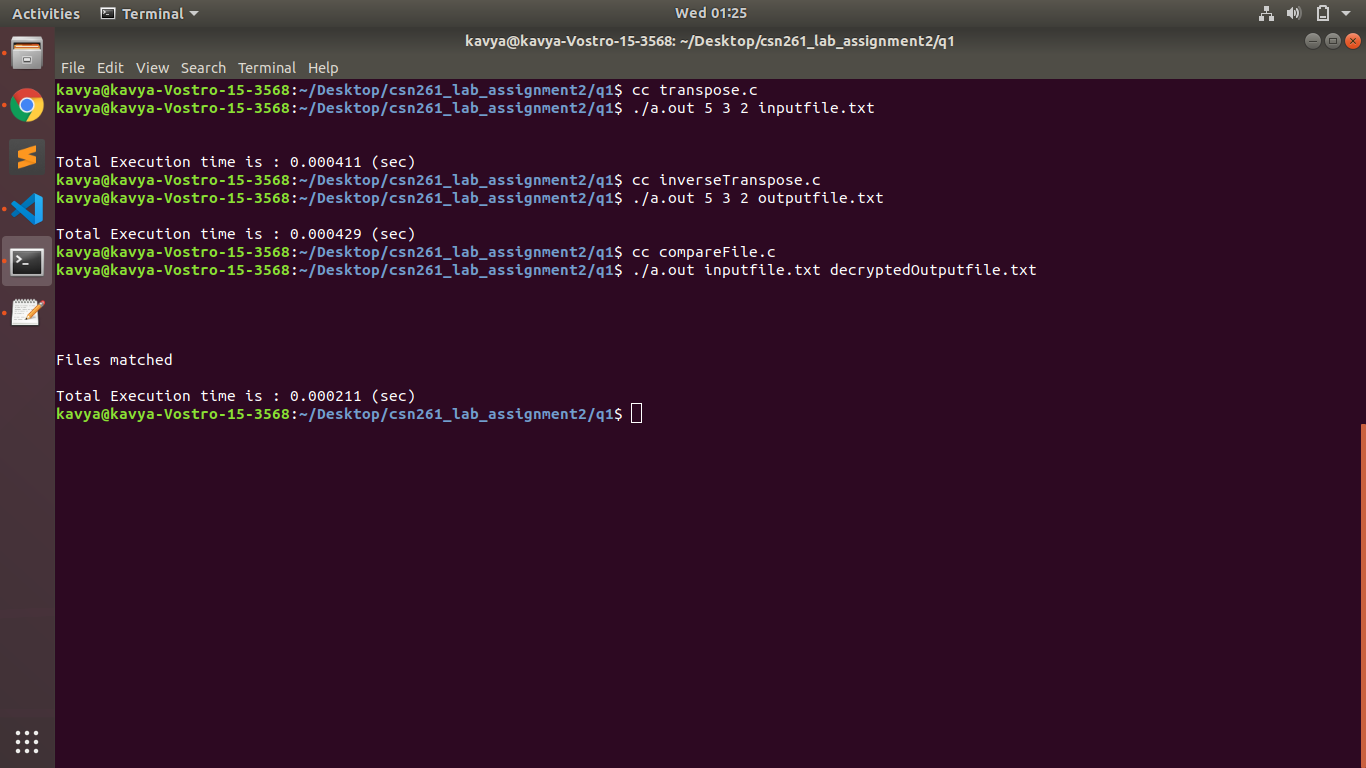 Activities Terminal Wed 01:25
kavya@kavya-Vostro-15-3568: ~/Desktop/csn261_lab_assignment2/q1
File Edit View Search Terminal Help
kavya@kavya-Vostro-15-3568:~/Desktop/csn261_lab_assignment2/q1$ cc transpose.c
kavya@kavya-Vostro-15-3568:~/Desktop/csn261_lab_assignment2/q1$ ./a.out 5 3 2 inputfile.txt
Total Execution time is : 0.000411 (sec)
kavya@kavya-Vostro-15-3568:~/Desktop/csn261_lab_assignment2/q1$ cc inverseTranspose.c
kavya@kavya-Vostro-15-3568:~/Desktop/csn261_lab_assignment2/q1$ ./a.out 5 3 2 outputfile.txt
Total Execution time is : 0.000429 (sec)
kavya@kavya-Vostro-15-3568:~/Desktop/csn261_lab_assignment2/q1$ cc compareFile.c
kavya@kavya-Vostro-15-3568:~/Desktop/csn261_lab_assignment2/q1$ ./a.out inputfile.txt decryptedOutputfile.txt
Files matched
Total Execution time is : 0.000211 (sec)
kavya@kavya-Vostro-15-3568:~/Desktop/csn261_lab_assignment2/q1$